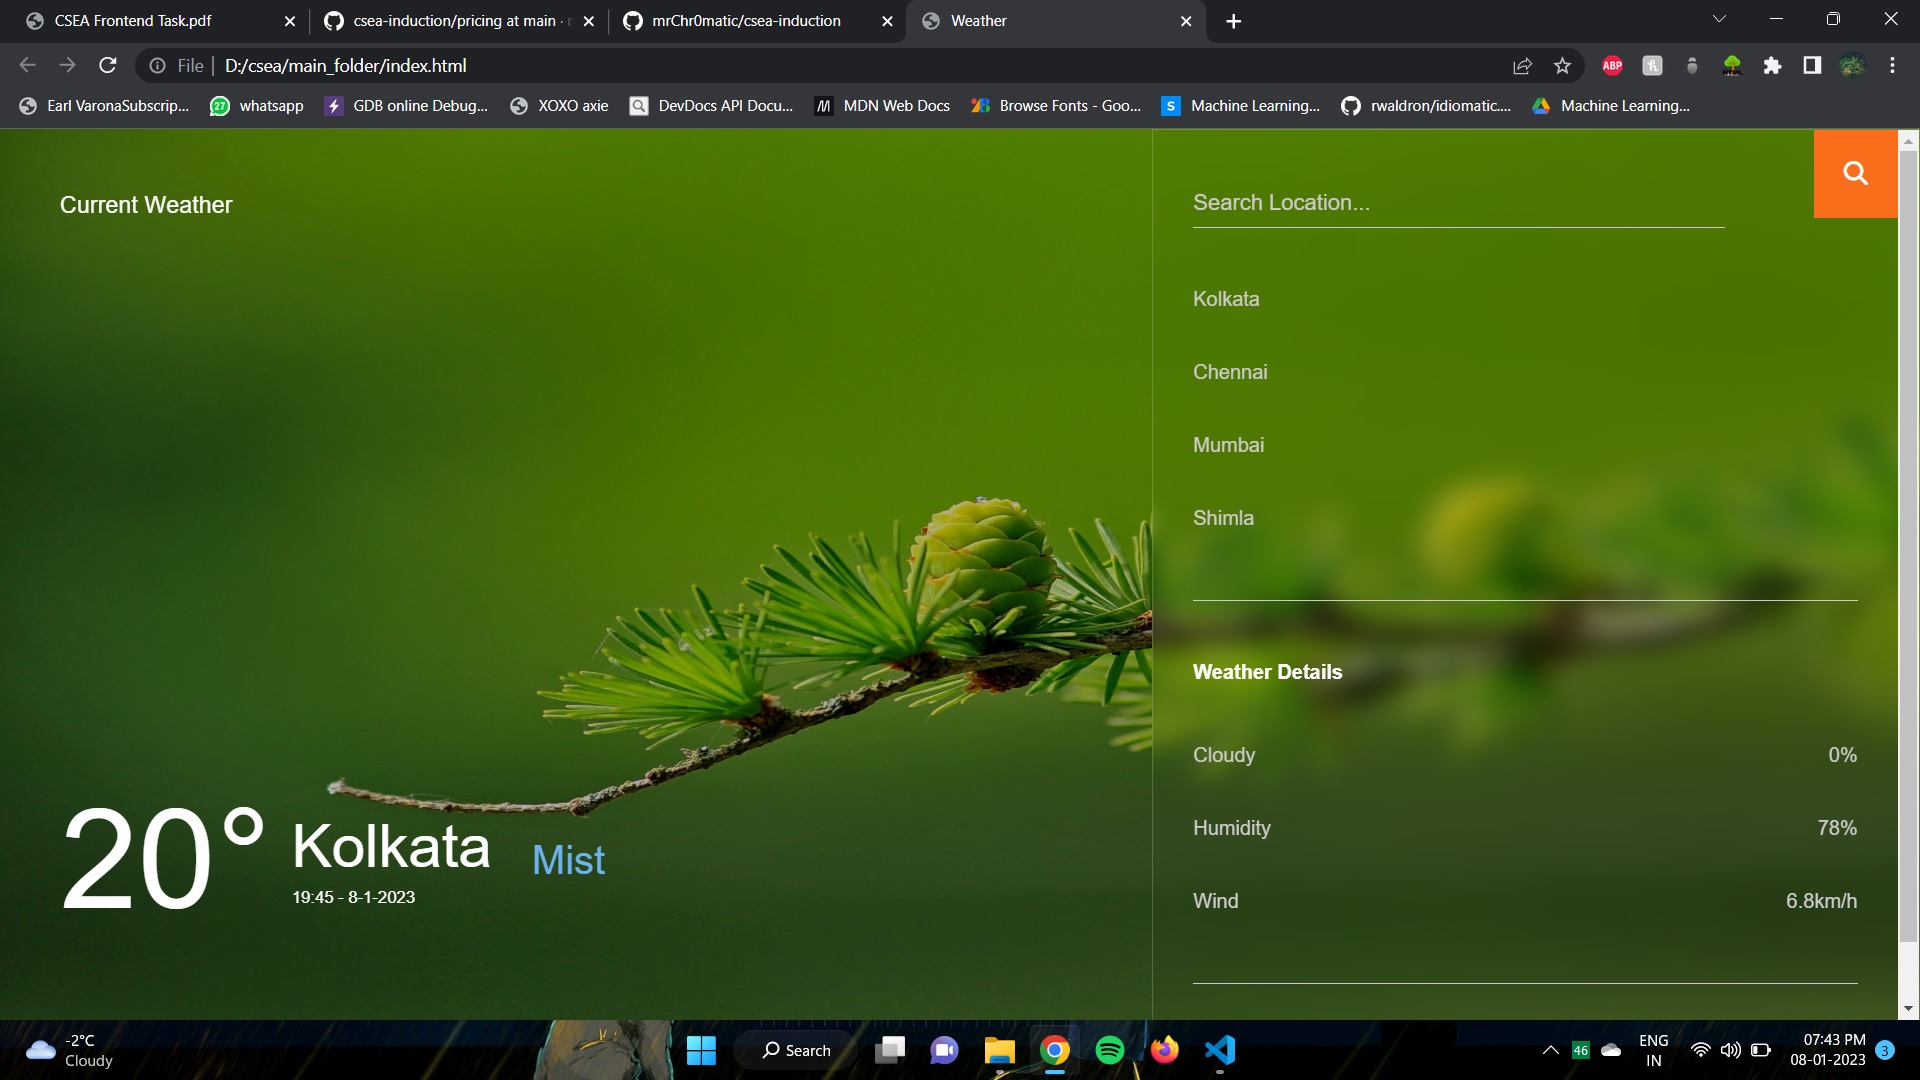 CSEA Frontend Task.pdf
csea-induction/pricing at main ·
mrChr0matic/csea-induction
Weather
File
D:/csea/main_folder/index.html
ABP
Earl VaronaSubscrip...
27
whatsapp
GDB online Debug...
XOXO axie
DevDocs API Docu...
MDN Web Docs
Browse Fonts - Goo...
S
Machine Learning...
rwaldron/idiomatic....
Machine Learning...
Current Weather
Search Location...
Kolkata
Chennai
Mumbai
Shimla
Weather Details
Cloudy 0%
Humidity 78%
Wind 6.8km/h
20°
Kolkata
Mist
19:45 - 8-1-2023
-2°C
Cloudy
Search
46
ENG
IN
07:43 PM
08-01-2023
3